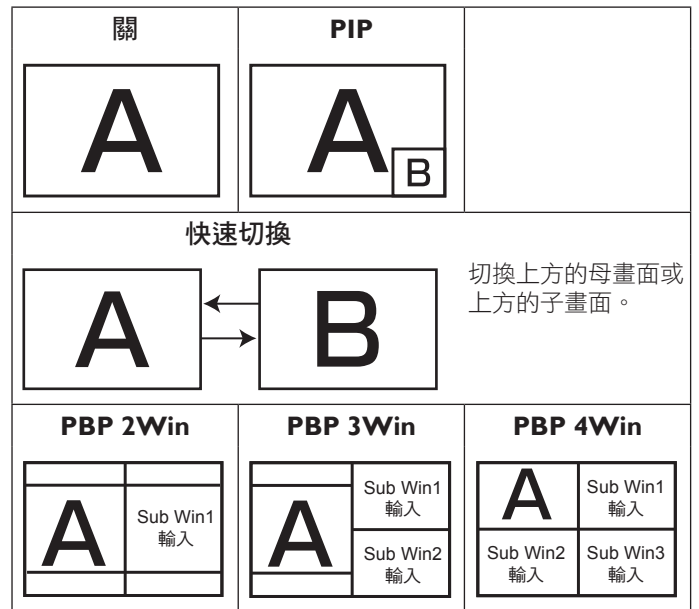 關
PIP
A
A
B
快速切換
A
B
切換上方的母畫面或
上方的子畫面。
PBP 2Win
PBP 3Win
PBP 4Win
A
Sub Win1
輸入
A
Sub Win1
輸入
Sub Win2
輸入
A
Sub Win1
輸入
Sub Win2
輸入
Sub Win3
輸入